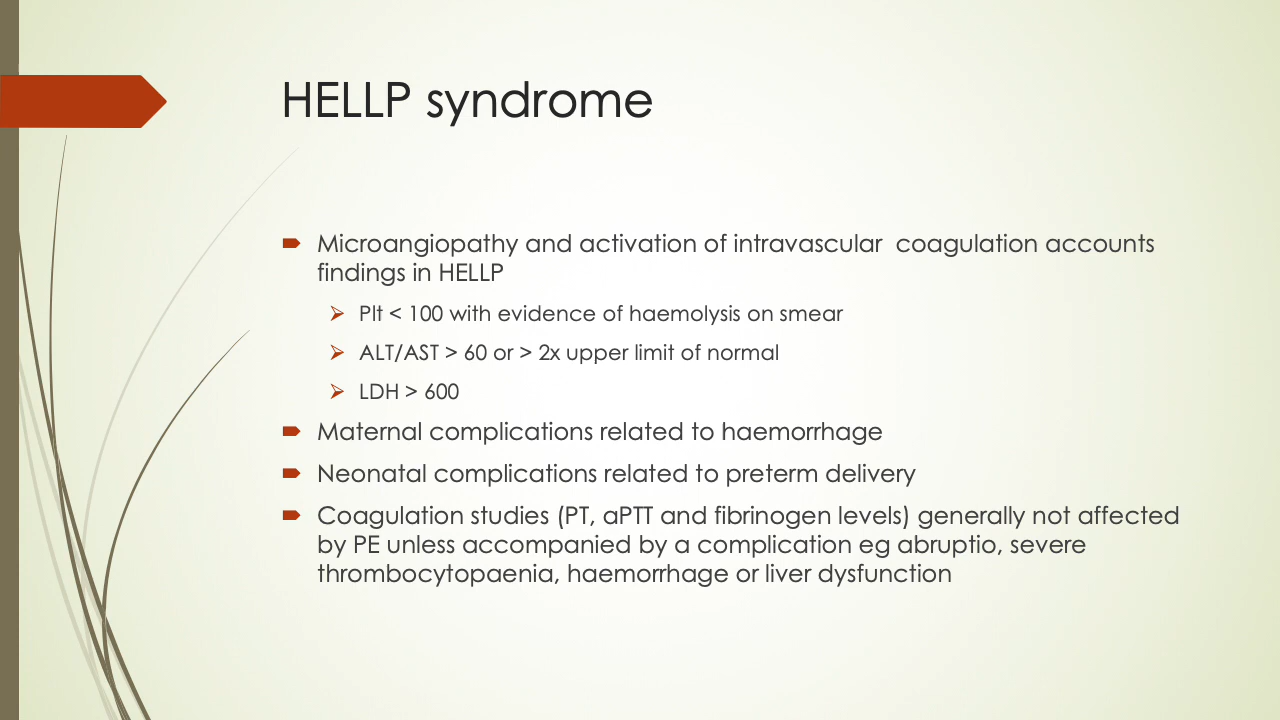 HELLP syndrome
Microangiopathy and activation of intravascular  coagulation accounts
findings in HELLP
Plt < 100 with evidence of haemolysis on smear
ALT/AST > 60 or > 2x upper limit of normal
LDH > 600
Maternal complications related to haemorrhage
Neonatal complications related to preterm delivery
Coagulation studies (PT, aPTT and fibrinogen levels) generally not affected
by PE unless accompanied by a complication eg abruptio, severe
thrombocytopaenia, haemorrhage or liver dysfunction